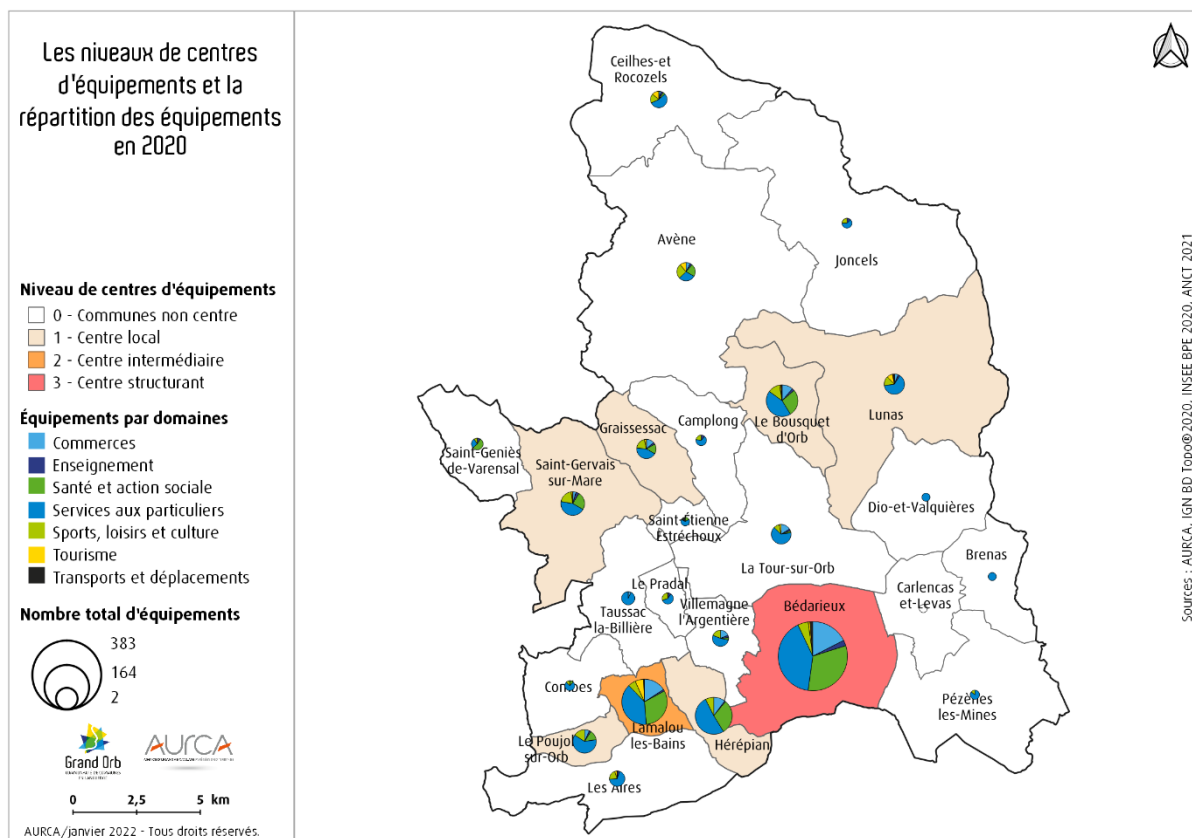 Les niveaux de centres
d'équipements et la
répartition des équipements
en 2020
Niveau de centres d'équipements
0 - Communes non centre
1 - Centre local
2 - Centre intermédiaire
3 - Centre structurant
Équipements par domaines
Commerces
Enseignement
Santé et action sociale
Services aux particuliers
Sports, loisirs et culture
Tourisme
Transports et déplacements
Nombre total d'équipements
383
164
2
Grand Orb
AURCA
0 2,5 5 km
AURCA/janvier 2022 - Tous droits réservés.
Ceilhes-et
Rocozels
Avène
Joncels
Lunas
Le Bousquet
d'Orb
Camplong
Graissessac
Saint-Geniès
de-Varensal
Saint-Gervais
sur-Mare
Saint-Étienne
Estréchoux
Dio-et-Valquières
La Tour-sur-Orb
Brenas
Carlencas
et-Levas
Le Pradal
Taussac
la-Billière
Villemagne
l'Argentière
Bédarieux
Combes
Pézènes
les-Mines
Lamalou
les-Bains
Hérépian
Le Poujol
sur-Orb
Les Aires
Sources : AURCA, IGN BD Topo®2020, INSEE BPE 2020, ANCT 2021